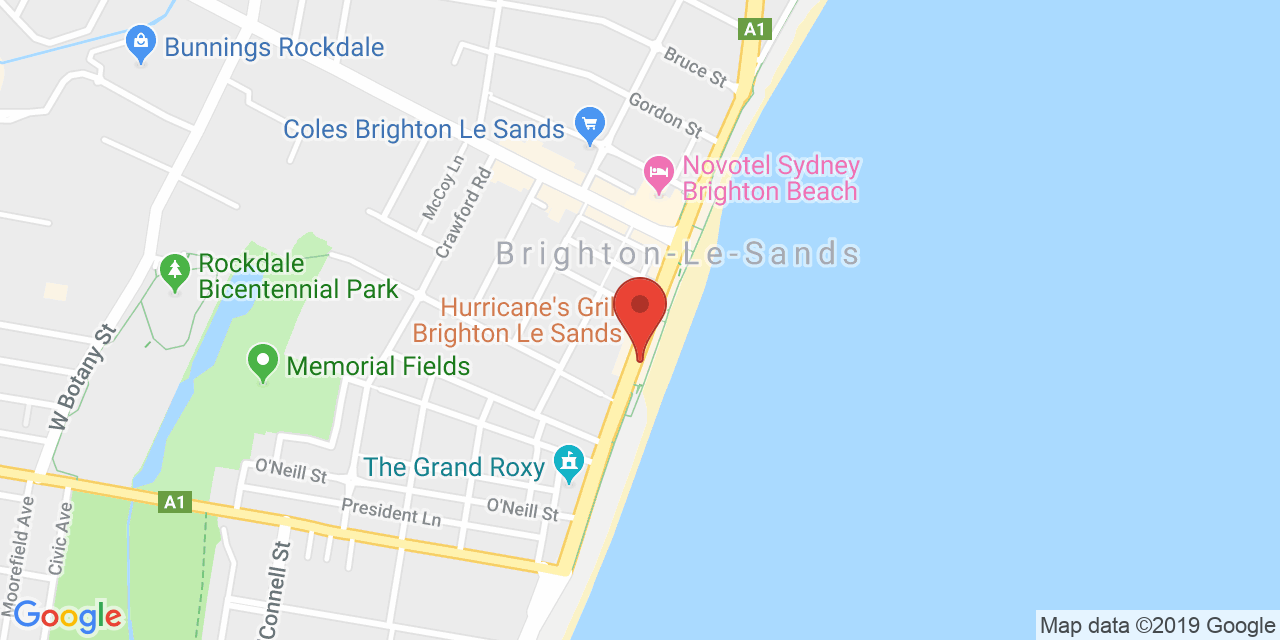 A1
Bunnings Rockdale
Bruce St
Gordon St
Coles Brighton Le Sands
Novotel Sydney
Brighton Beach
McCoy Ln
Crawford Rd
Brighton-Le-Sands
Rockdale
Bicentennial Park
Hurricane's Gril
Brighton Le Sands
W Botany St
Memorial Fields
The Grand Roxy
O'Neill St
A1
President Ln
O'Neill St
Moorefield Ave
Civic Ave
'Connell St
Google
Map data ©2019 Google